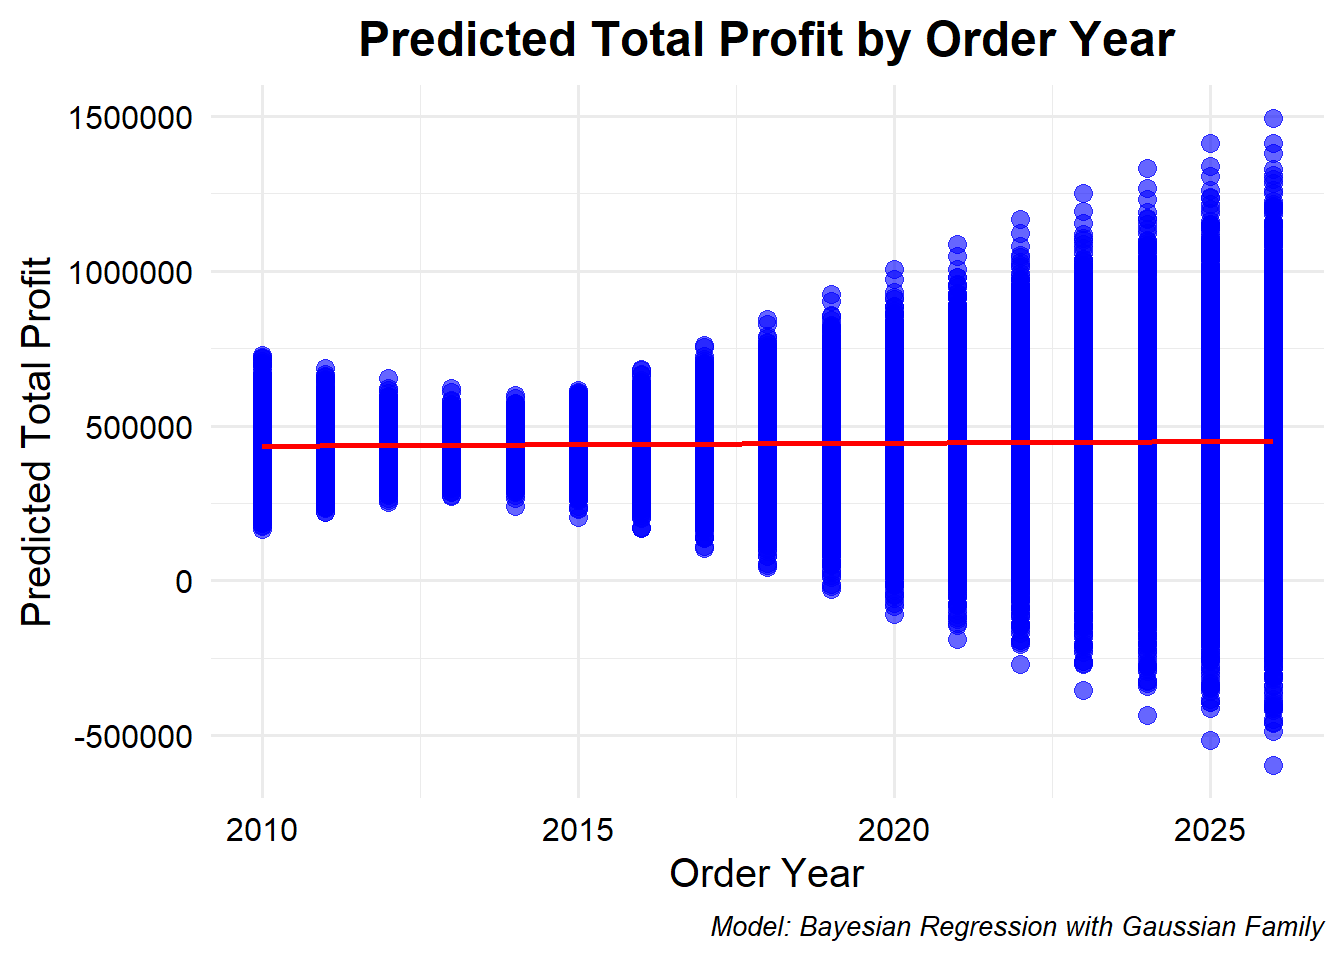 Predicted Total Profit by Order Year
Predicted Total Profit
1500000
1000000
500000
0
-500000
2010
2015
2020
2025
Order Year
Model: Bayesian Regression with Gaussian Family